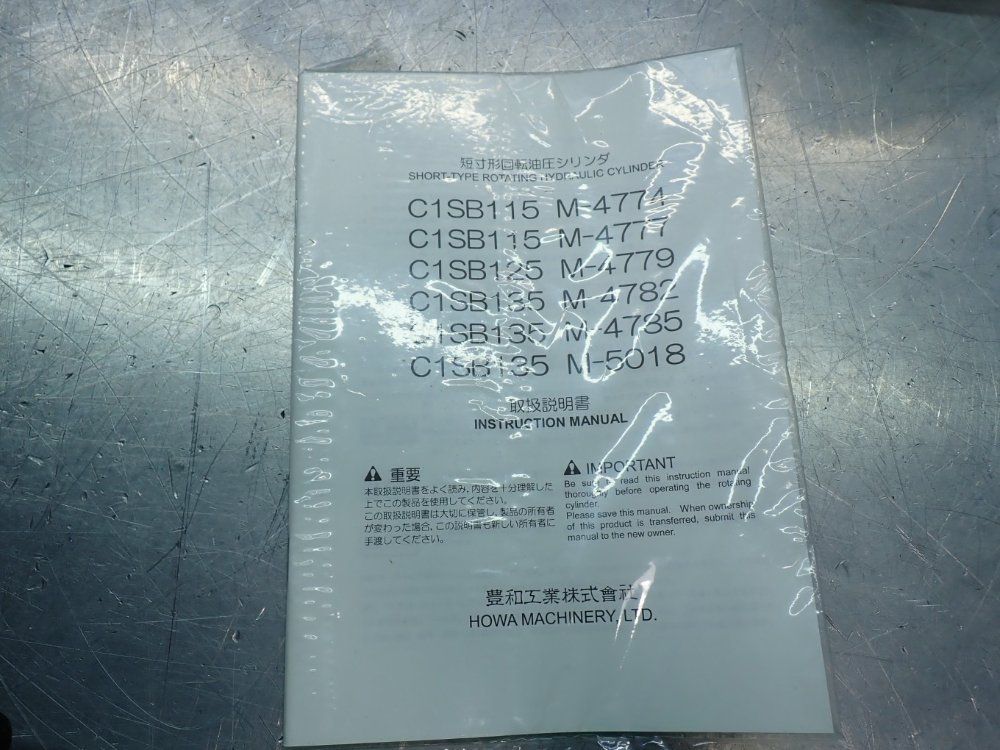 短寸形回転油圧シリンダ
SHORT-TYPE ROTATING HYDRAULIC CYLINDER
C1SB115 M-4774
C1SB115 M-4777
C1SB125 M-4779
C1SB135 M-4782
C1SB135 M-4785
C1SB135 M-5018
取扱説明書
INSTRUCTION MANUAL
重要
本取扱説明書をよく読み、内容を十分理解した
上でこの製品を使用してください。
この取扱説明書は大切に保管し、製品の所有者
が変わった場合、この説明書も新しい所有者に
手渡してください。
IMPORTANT
Be sure to read this instruction manual
thoroughly before operating the rotating
cylinder.
Please save this manual. When ownership
of this product is transferred, submit this
manual to the new owner.
豊和工業株式會社
HOWA MACHINERY, LTD.